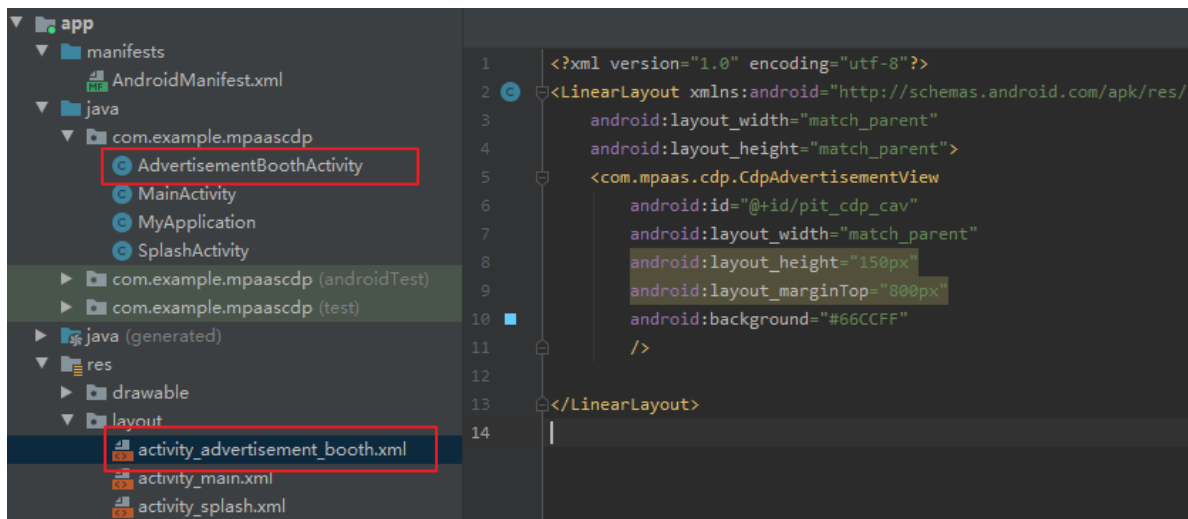 app
manifests
AndroidManifest.xml
java
com.example.mpaascdp
AdvertisementBoothActivity
MainActivity
MyApplication
SplashActivity
com.example.mpaascdp (androidTest)
com.example.mpaascdp (test)
java (generated)
res
drawable
layout
activity_advertisement_booth.xml
activity_main.xml
activity_splash.xml
1 <?xml version="1.0" encoding="utf-8"?>
2 C <LinearLayout xmlns:android="http://schemas.android.com/apk/res/
3 android:layout_width="match_parent"
4 android:layout_height="match_parent">
5 <com.mpaas.cdp.CdpAdvertisementView
6 android:id="@+id/pit_cdp_cav"
7 android:layout_width="match_parent"
8 android:layout_height="150px"
9 android:layout_marginTop="800px"
10 android:background="#66CCFF"
11 />
12
13 </LinearLayout>
14